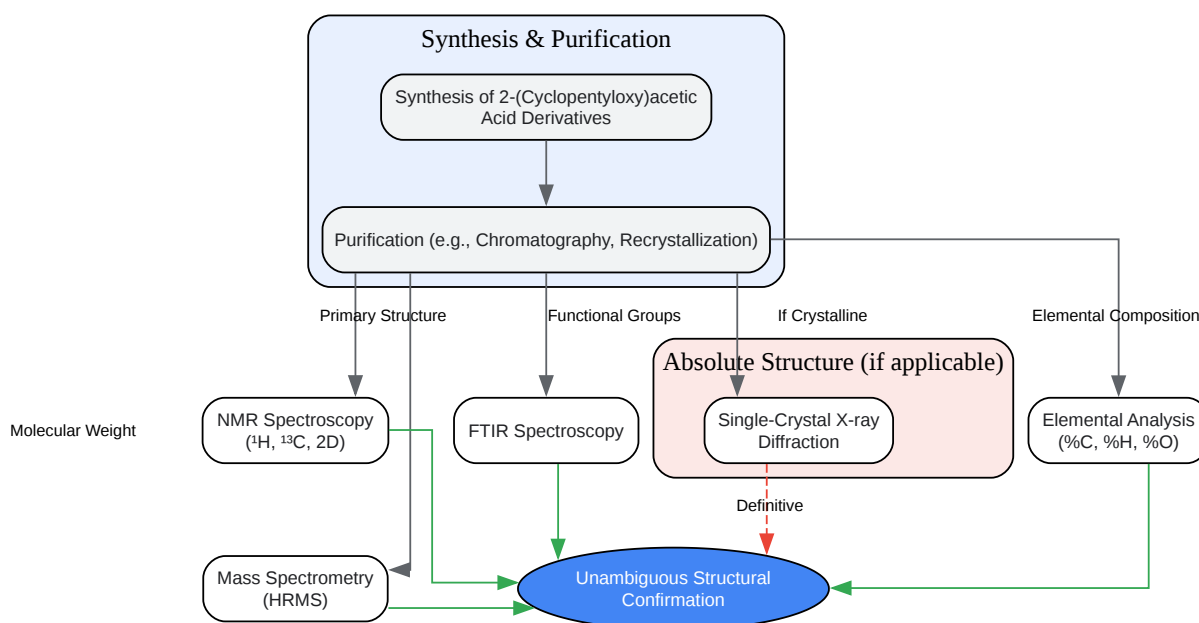 Synthesis & Purification
Synthesis of 2-(Cyclopentyloxy)acetic
Acid Derivatives
Purification (e.g., Chromatography, Recrystallization)
Primary Structure
Functional Groups
If Crystalline
Elemental Composition
Absolute Structure (if applicable)
Molecular Weight
NMR Spectroscopy
(¹H, ¹³C, 2D)
FTIR Spectroscopy
Single-Crystal X-ray
Diffraction
Elemental Analysis
(%C, %H, %O)
Definitive
Mass Spectrometry
(HRMS)
Unambiguous Structural
Confirmation